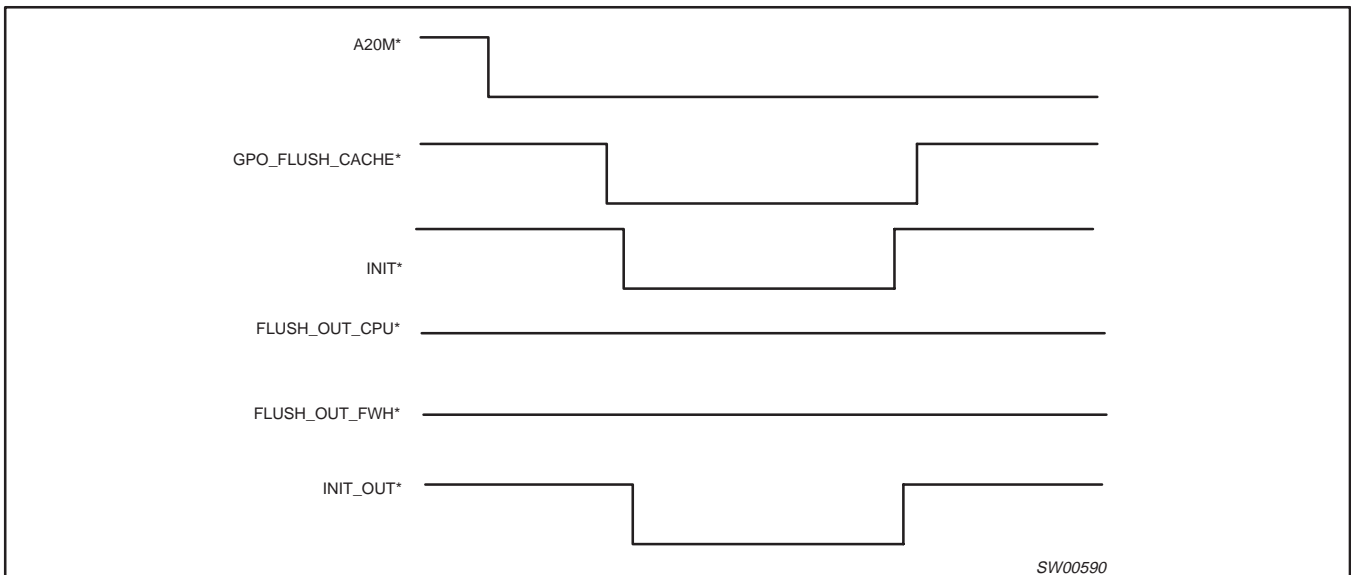 A20M*
GPO_FLUSH_CACHE*
INIT*
FLUSH_OUT_CPU*
FLUSH_OUT_FWH*
INIT_OUT*
SW00590